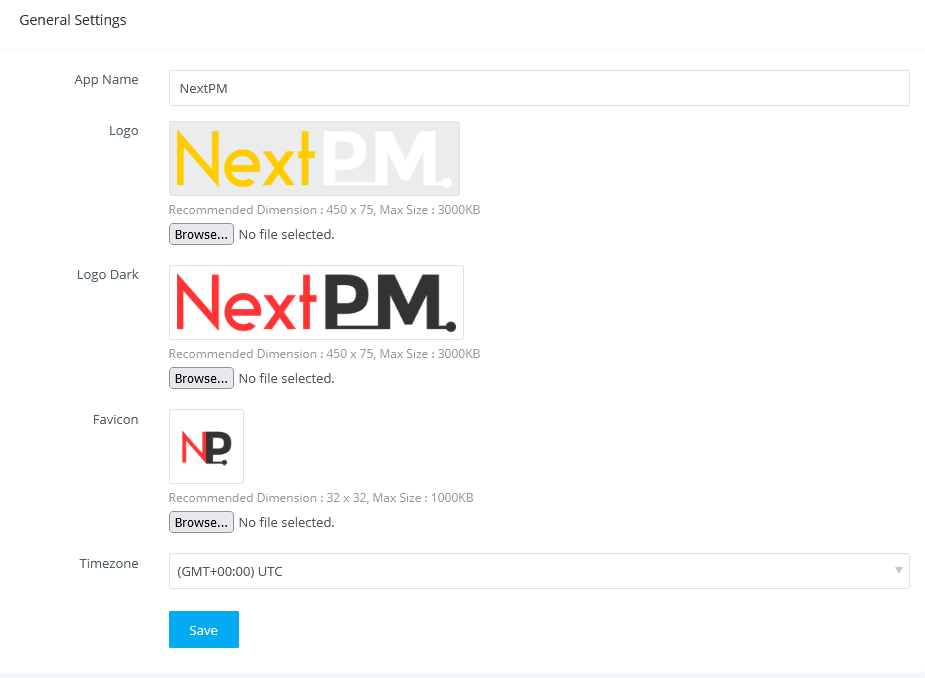 General Settings
App Name
NextPM
Logo
NextPM.
Recommended Dimension : 450 x 75, Max Size : 3000KB
Browse... No file selected.
Logo Dark
NextPM.
Recommended Dimension : 450 x 75, Max Size : 3000KB
Browse... No file selected.
Favicon
NP
Recommended Dimension : 32 x 32, Max Size : 1000KB
Browse... No file selected.
Timezone
(GMT+00:00) UTC
Save